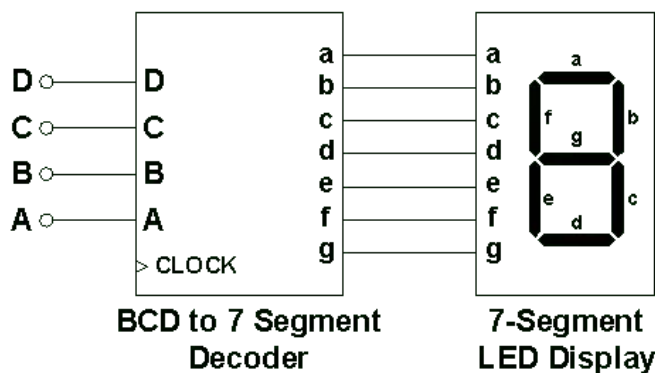 D D a a
C C b b
B B c c
A A d d
e e
f f
g g
> CLOCK
a
f b
g
e c
d
BCD to 7 Segment
Decoder
7-Segment
LED Display